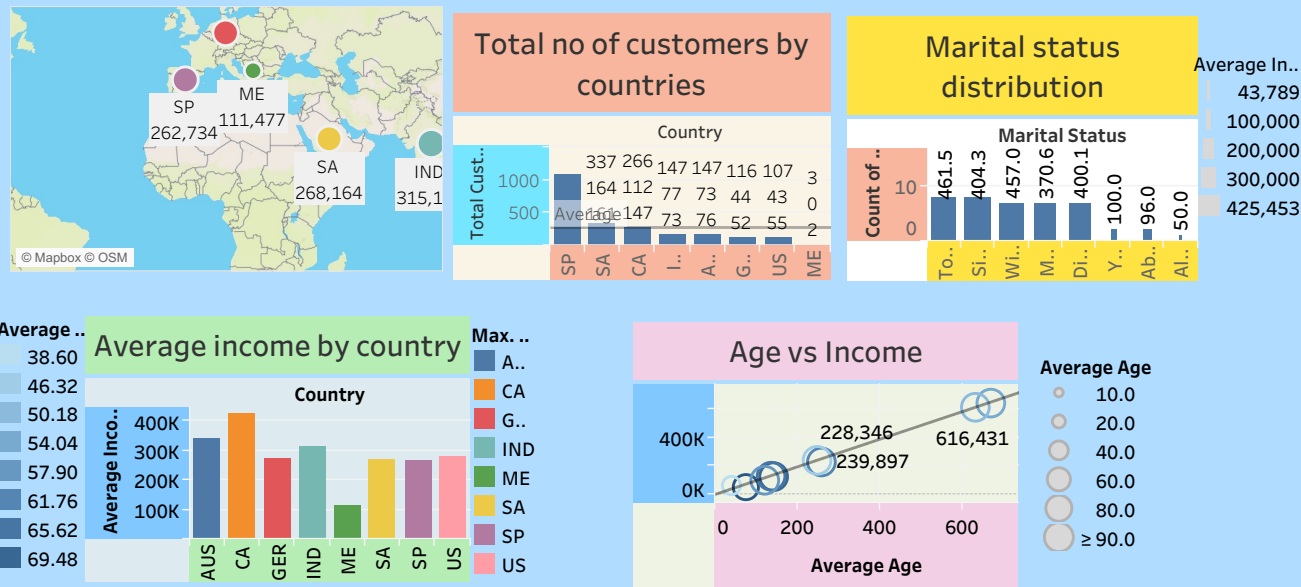 SP
262,734
ME
111,477
SA
268,164
IND
315,1
© Mapbox © OSM
Total no of customers by
countries
Country
Total Cust..
1000
500
Average
337 266 147 147 116 107 3
164 112 77 73 44 43 0
161 147 73 76 52 55 2
SP SA CA I.. A.. G.. US ME
Marital status
distribution
Marital Status
Count of ..
10
0
461.5 404.3 457.0 370.6 400.1 100.0 96.0 50.0
To.. Si.. Wi.. M.. Di.. Y.. Ab.. Al..
Average In..
43,789
100,000
200,000
300,000
425,453
Average ..
38.60
46.32
50.18
54.04
57.90
61.76
65.62
69.48
Average income by country
Country
Average Inco..
400K
300K
200K
100K
AUS CA GER IND ME SA SP US
Max. ..
A..
CA
G..
IND
ME
SA
SP
US
Age vs Income
400K
0K
228,346
239,897
616,431
0 200 400 600
Average Age
Average Age
10.0
20.0
40.0
60.0
80.0
≥ 90.0